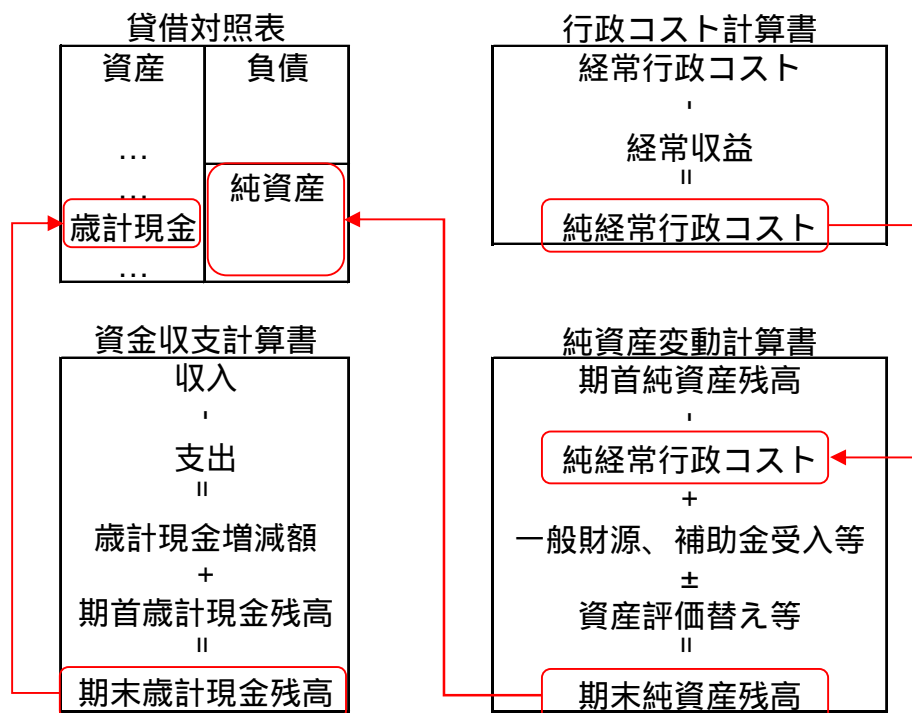 貸借対照表
資産
負債
…
…
純資産
歳計現金
…
行政コスト計算書
経常行政コスト
-
経常収益
=
純経常行政コスト
資金収支計算書
収入
-
支出
=
歳計現金増減額
+
期首歳計現金残高
=
期末歳計現金残高
純資産変動計算書
期首純資産残高
-
純経常行政コスト
+
一般財源、補助金受入等
±
資産評価替え等
=
期末純資産残高